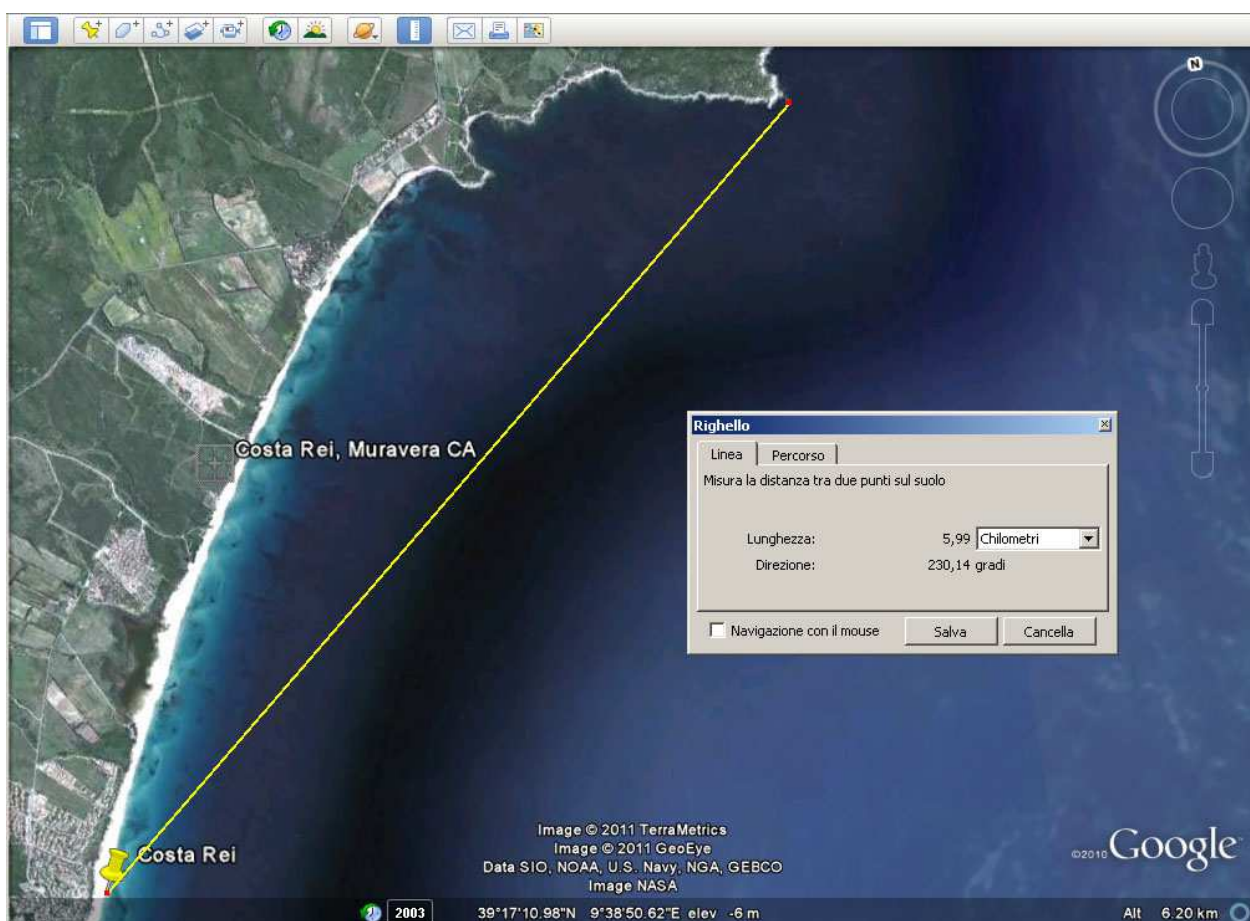 N
Costa Rei, Muravera CA
Righello
Linea
Percorso
Misura la distanza tra due punti sul suolo
Lunghezza: 5,99 Chilometri
Direzione: 230,14 gradi
Navigazione con il mouse
Salva
Cancella
Costa Rei
Image © 2011 TerraMetrics
Image © 2011 GeoEye
Data SIO, NOAA, U.S. Navy, NGA, GEBCO
Image NASA
©2010 Google
2003
39°17'10.98"N 9°38'50.62"E elev -6 m
Alt 6.20 km